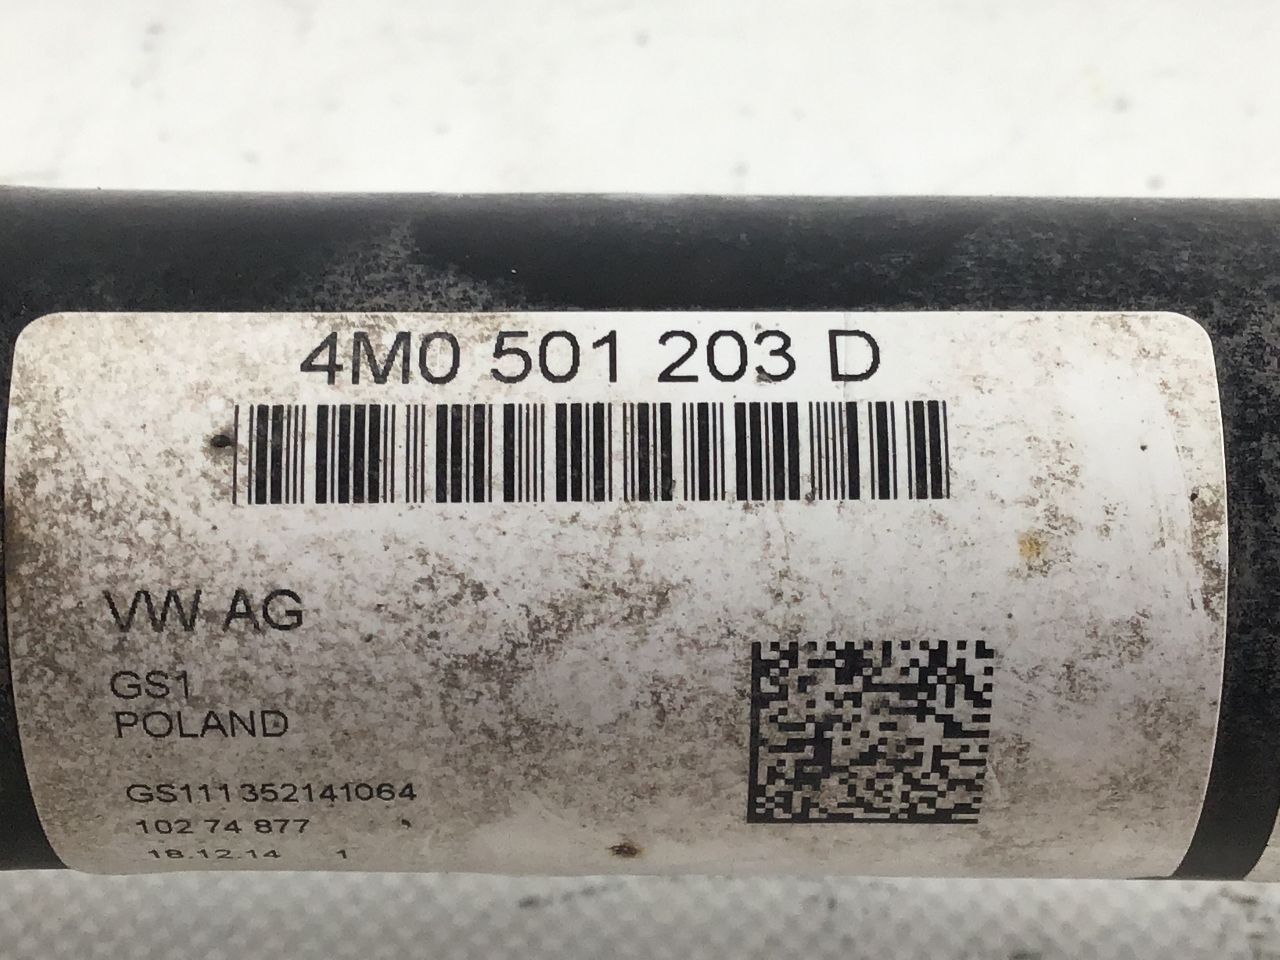 4M0 501 203 D
VW AG
GS1
POLAND
GS111352141064
102 74 877
18.12.14 1